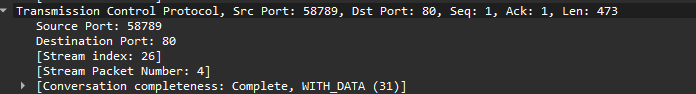 Transmission Control Protocol, Src Port: 58789, Dst Port: 80, Seq: 1, Ack: 1, Len: 473
Source Port: 58789
Destination Port: 80
[Stream index: 26]
[Stream Packet Number: 4]
[Conversation completeness: Complete, WITH_DATA (31)]